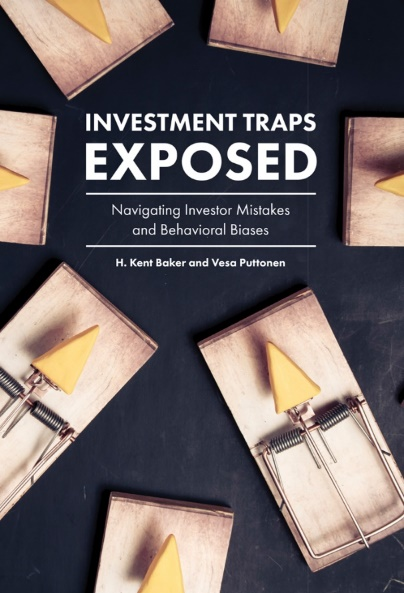 INVESTMENT TRAPS
EXPOSED
Navigating Investor Mistakes
and Behavioral Biases
H. Kent Baker and Vesa Puttonen